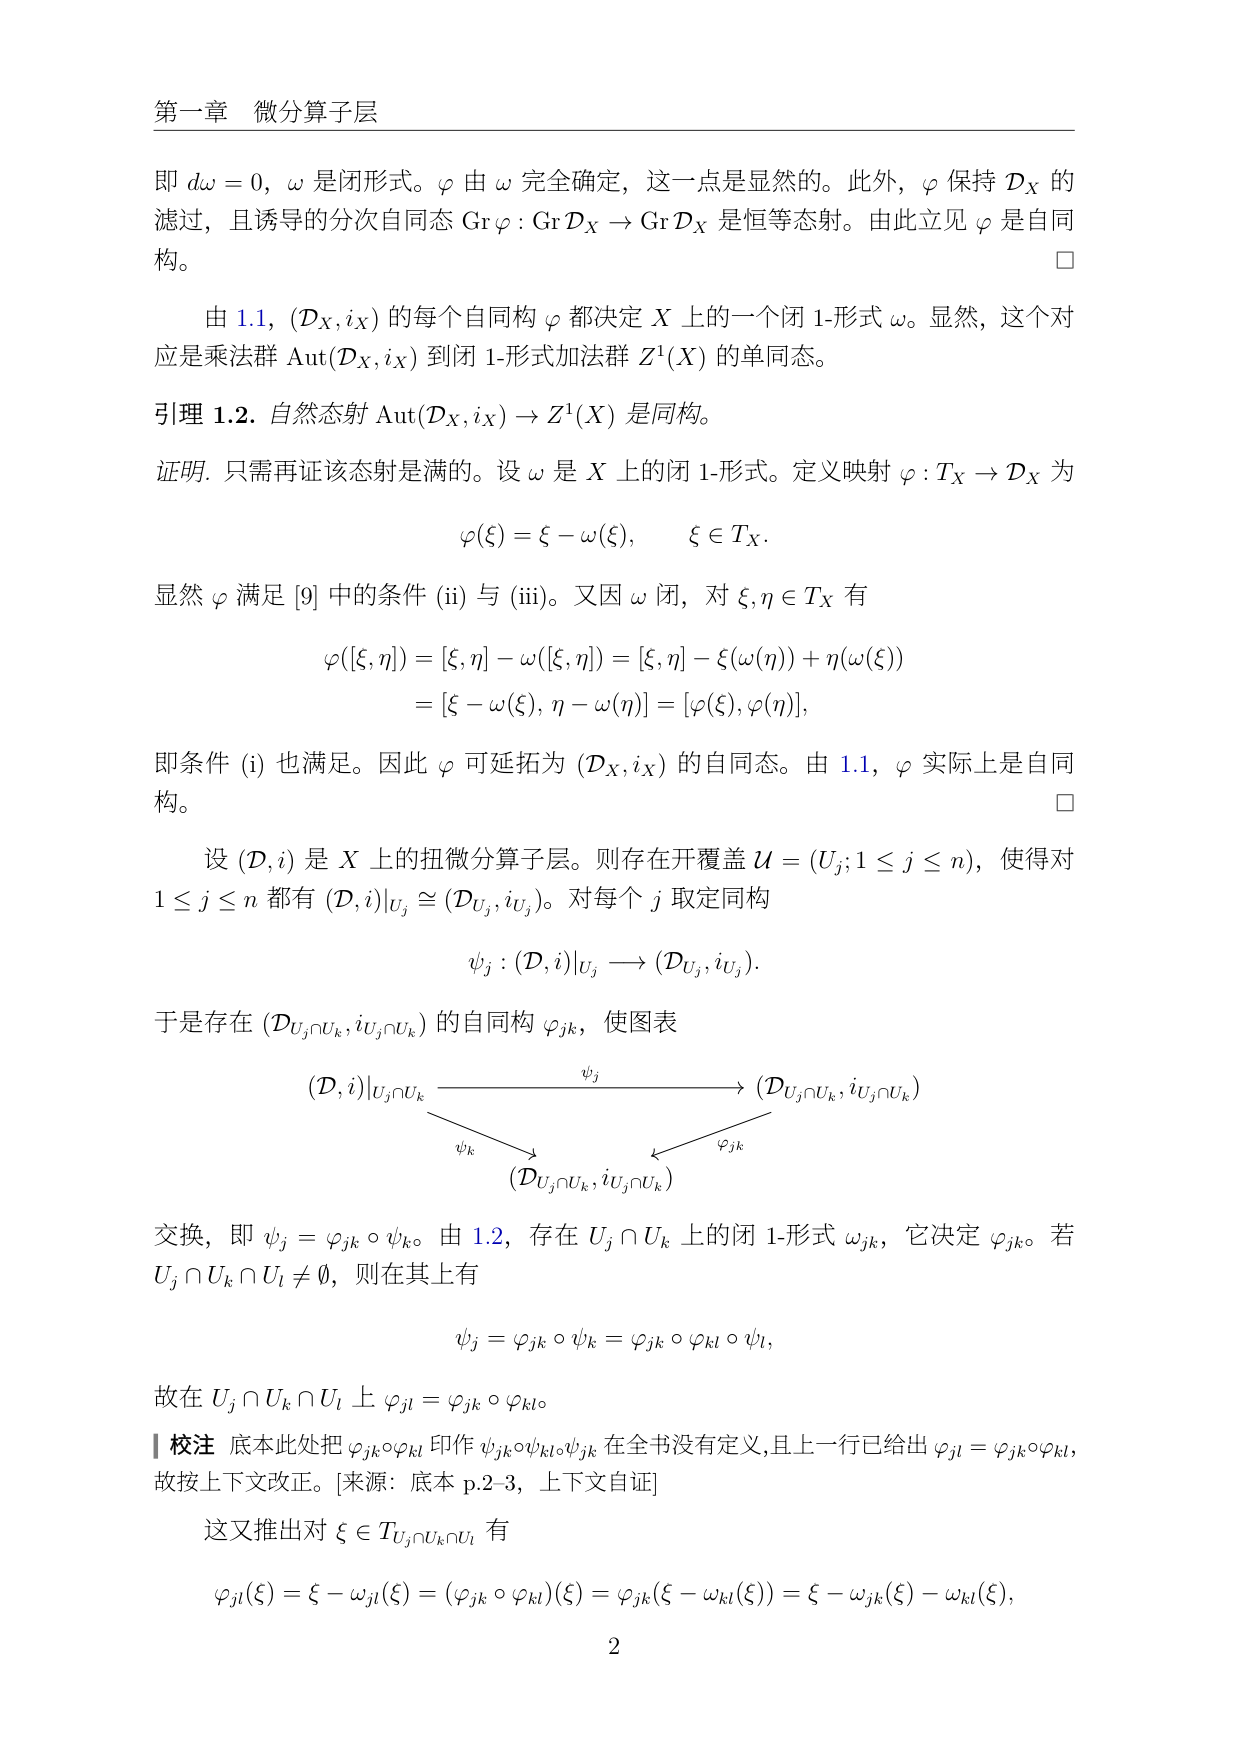 第一章 微分算子层
即 dω = 0，ω 是闭形式。φ 由 ω 完全确定，这一点是显然的。此外，φ 保持 𝒟_X 的
滤过，且诱导的分次自同态 Gr φ : Gr 𝒟_X → Gr 𝒟_X 是恒等态射。由此立见 φ 是自同
构。 □
由 1.1，(𝒟_X, i_X) 的每个自同构 φ 都决定 X 上的一个闭 1-形式 ω。显然，这个对
应是乘法群 Aut(𝒟_X, i_X) 到闭 1-形式加法群 Z¹(X) 的单同态。
引理 1.2. 自然态射 Aut(𝒟_X, i_X) → Z¹(X) 是同构。
证明. 只需再证该态射是满的。设 ω 是 X 上的闭 1-形式。定义映射 φ : T_X → 𝒟_X 为
φ(ξ) = ξ − ω(ξ), ξ ∈ T_X.
显然 φ 满足 [9] 中的条件 (ii) 与 (iii)。又因 ω 闭，对 ξ, η ∈ T_X 有
φ([ξ, η]) = [ξ, η] − ω([ξ, η]) = [ξ, η] − ξ(ω(η)) + η(ω(ξ))
= [ξ − ω(ξ), η − ω(η)] = [φ(ξ), φ(η)],
即条件 (i) 也满足。因此 φ 可延拓为 (𝒟_X, i_X) 的自同态。由 1.1，φ 实际上是自同
构。 □
设 (𝒟, i) 是 X 上的扭微分算子层。则存在开覆盖 𝒰 = (U_j; 1 ≤ j ≤ n)，使得对
1 ≤ j ≤ n 都有 (𝒟, i)|_{U_j} ≅ (𝒟_{U_j}, i_{U_j})。对每个 j 取定同构
ψ_j : (𝒟, i)|_{U_j} ⟶ (𝒟_{U_j}, i_{U_j}).
于是存在 (𝒟_{U_j∩U_k}, i_{U_j∩U_k}) 的自同构 φ_{jk}，使图表
ψ_j
(𝒟, i)|_{U_j∩U_k} ⟶ (𝒟_{U_j∩U_k}, i_{U_j∩U_k})
ψ_k φ_{jk}
(𝒟_{U_j∩U_k}, i_{U_j∩U_k})
交换，即 ψ_j = φ_{jk} ∘ ψ_k。由 1.2，存在 U_j ∩ U_k 上的闭 1-形式 ω_{jk}，它决定 φ_{jk}。若
U_j ∩ U_k ∩ U_l ≠ ∅，则在其上有
ψ_j = φ_{jk} ∘ ψ_k = φ_{jk} ∘ φ_{kl} ∘ ψ_l,
故在 U_j ∩ U_k ∩ U_l 上 φ_{jl} = φ_{jk} ∘ φ_{kl}。
校注 底本此处把 φ_{jk}∘φ_{kl} 印作 ψ_{jk}∘ψ_{kl}。ψ_{jk} 在全书没有定义,且上一行已给出 φ_{jl} = φ_{jk}∘φ_{kl},
故按上下文改正。[来源：底本 p.2–3，上下文自证]
这又推出对 ξ ∈ T_{U_j∩U_k∩U_l} 有
φ_{jl}(ξ) = ξ − ω_{jl}(ξ) = (φ_{jk} ∘ φ_{kl})(ξ) = φ_{jk}(ξ − ω_{kl}(ξ)) = ξ − ω_{jk}(ξ) − ω_{kl}(ξ),
2